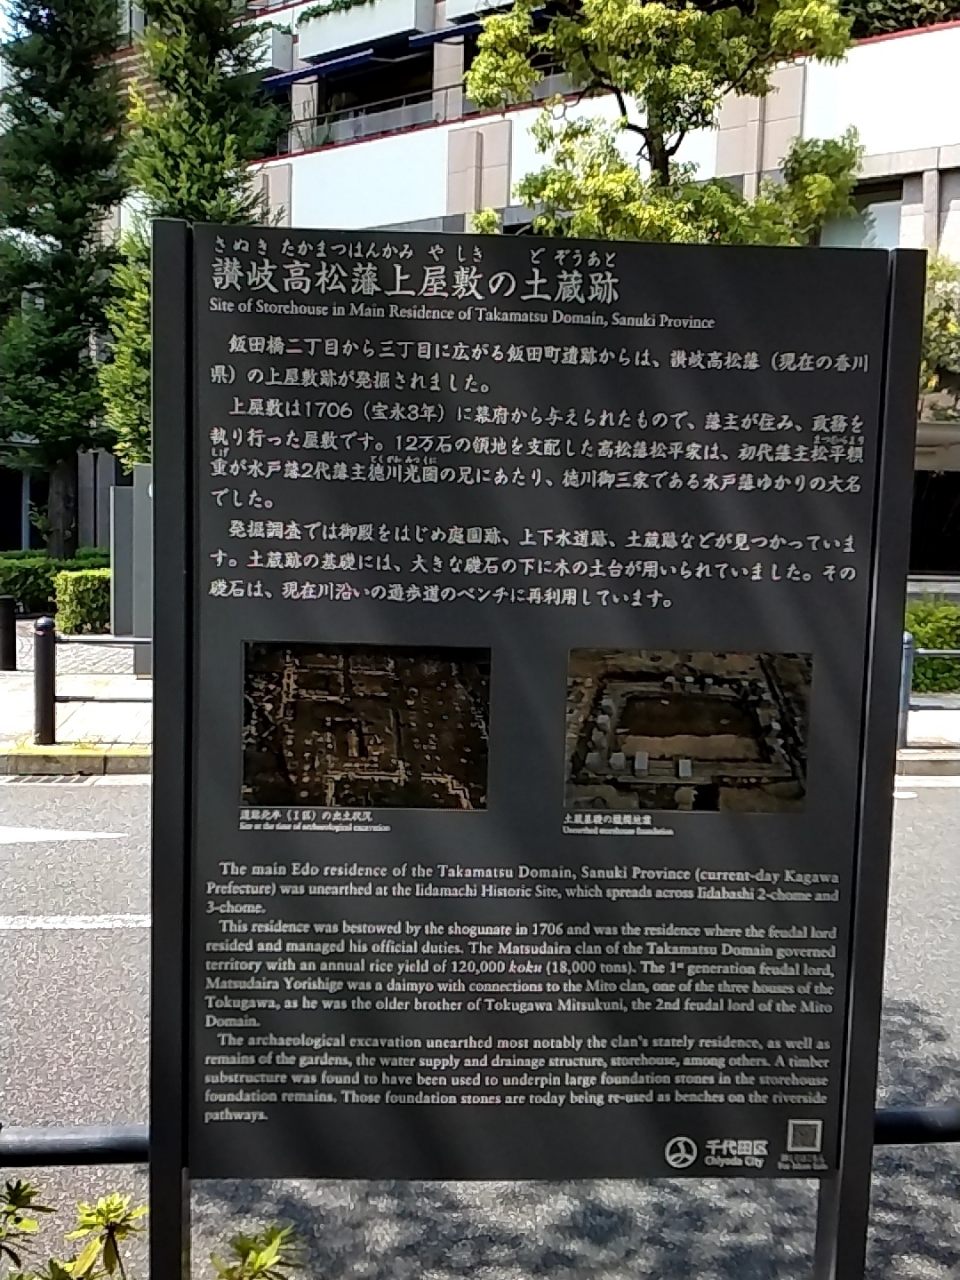 さぬき たかまつはんかみ や しき ど ぞうあと
讃岐高松藩上屋敷の土蔵跡
Site of Storehouse in Main Residence of Takamatsu Domain, Sanuki Province
飯田橋二丁目から三丁目に広がる飯田町遺跡からは、讃岐高松藩（現在の香川
県）の上屋敷跡が発掘されました。
上屋敷は1706（宝永3年）に幕府から与えられたもので、藩主が住み、政務を
執り行った屋敷です。12万石の領地を支配した高松藩松平家は、初代藩主松平頼
重が水戸藩2代藩主徳川光圀の兄にあたり、徳川御三家である水戸藩ゆかりの大名
でした。
発掘調査では御殿をはじめ庭園跡、上下水道跡、土蔵跡などが見つかっていま
す。土蔵跡の基礎には、大きな礎石の下に木の土台が用いられていました。その
礎石は、現在川沿いの遊歩道のベンチに再利用しています。
遺跡北半（Ⅰ区）の出土状況
Site at the time of archaeological excavation
土蔵基礎の
Unearthed storehouse foundation
The main Edo residence of the Takamatsu Domain, Sanuki Province (current-day Kagawa
Prefecture) was unearthed at the Iidamachi Historic Site, which spreads across Iidabashi 2-chome and
3-chome.
This residence was bestowed by the shogunate in 1706 and was the residence where the feudal lord
resided and managed his official duties. The Matsudaira clan of the Takamatsu Domain governed
territory with an annual rice yield of 120,000 koku (18,000 tons). The 1st generation feudal lord,
Matsudaira Yorishige was a daimyo with connections to the Mito clan, one of the three houses of the
Tokugawa, as he was the older brother of Tokugawa Mitsukuni, the 2nd feudal lord of the Mito
Domain.
The archaeological excavation unearthed most notably the clan's stately residence, as well as
remains of the gardens, the water supply and drainage structure, storehouse, among others. A timber
substructure was found to have been used to underpin large foundation stones in the storehouse
foundation remains. Those foundation stones are today being re-used as benches on the riverside
pathways.
千代田区
Chiyoda City
For More Info